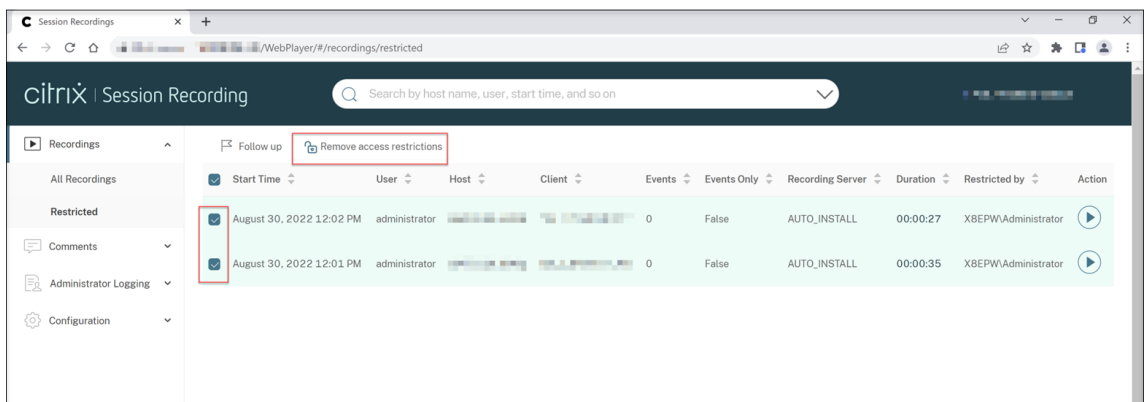 Session Recordings
/WebPlayer/#/recordings/restricted
citrix | Session Recording
Search by host name, user, start time, and so on
Recordings
All Recordings
Restricted
Comments
Administrator Logging
Configuration
Follow up Remove access restrictions
Start Time User Host Client Events Events Only Recording Server Duration Restricted by Action
August 30, 2022 12:02 PM administrator 0 False AUTO_INSTALL 00:00:27 X8EPW\Administrator
August 30, 2022 12:01 PM administrator 0 False AUTO_INSTALL 00:00:35 X8EPW\Administrator